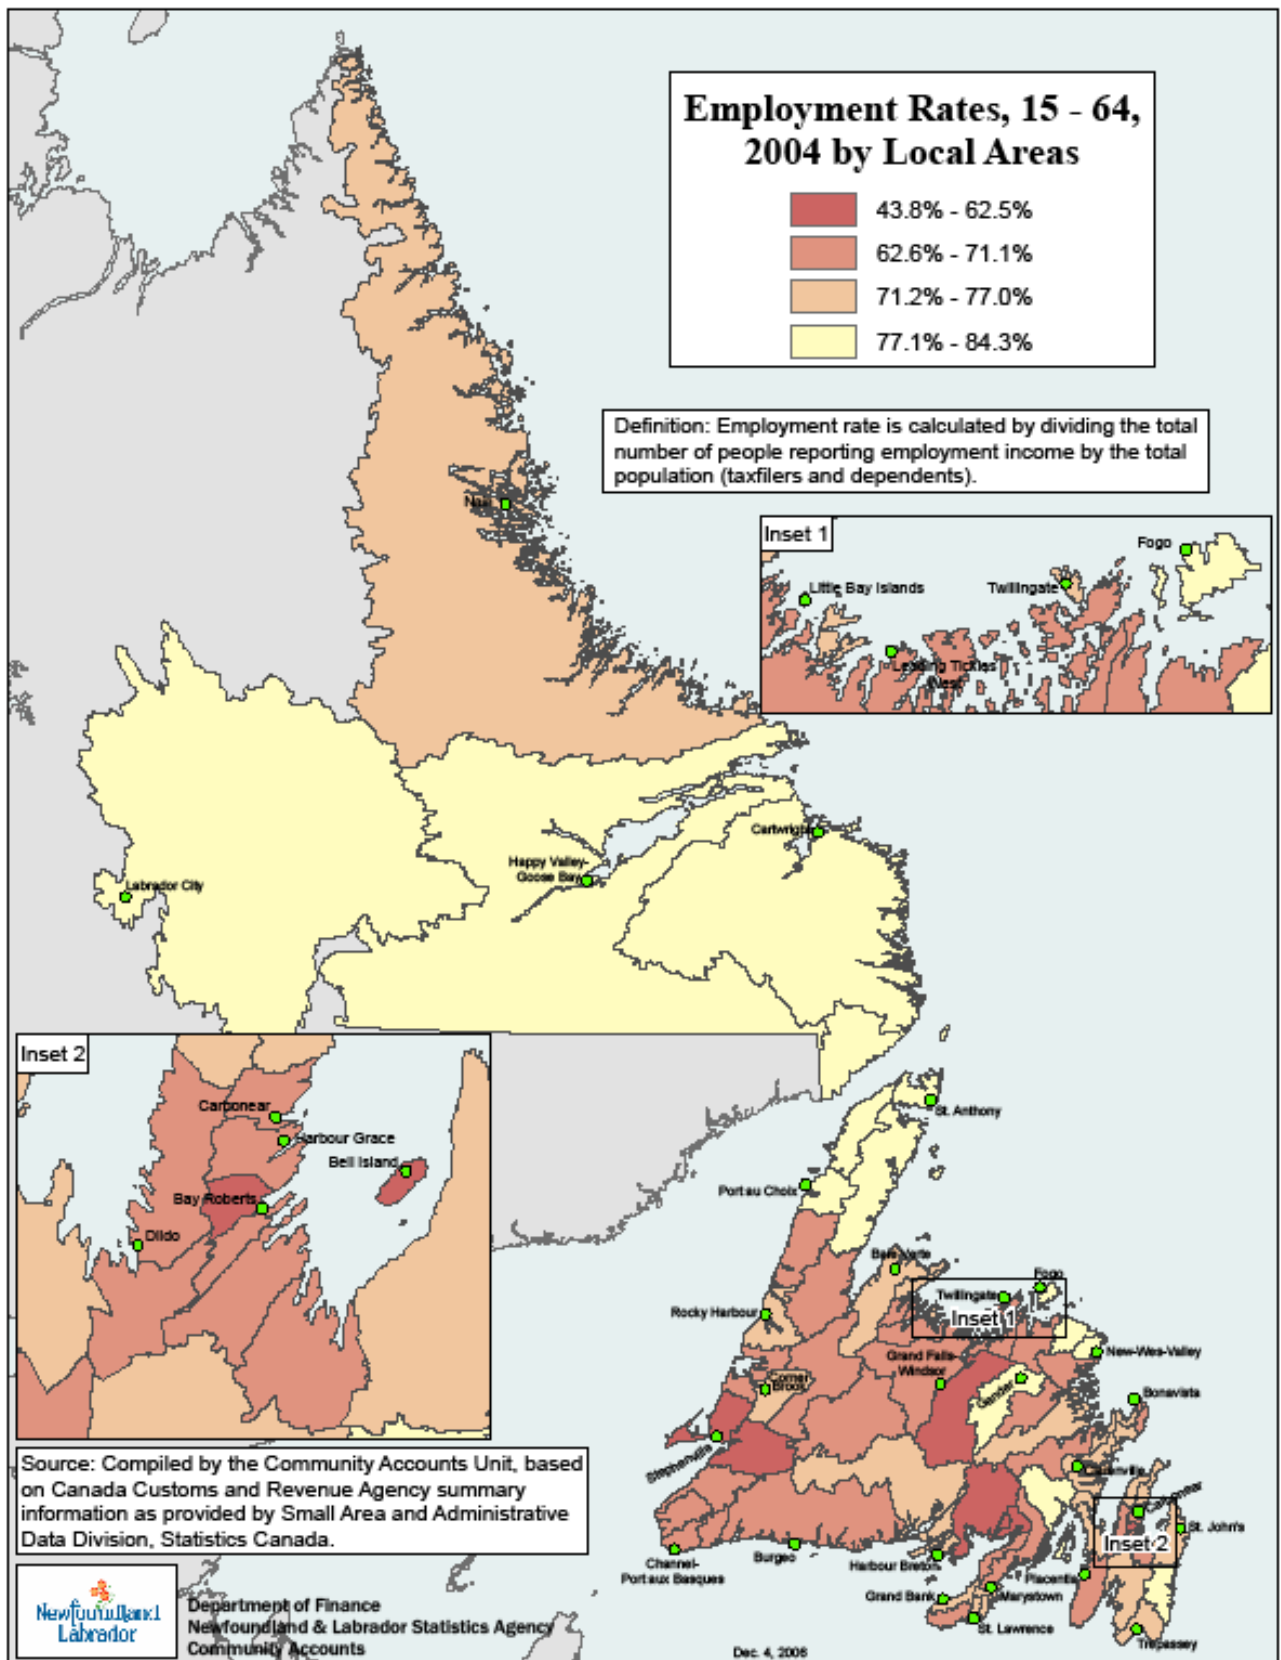 Employment Rates, 15 - 64,
2004 by Local Areas
43.8% - 62.5%
62.6% - 71.1%
71.2% - 77.0%
77.1% - 84.3%
Definition: Employment rate is calculated by dividing the total
number of people reporting employment income by the total
population (taxfilers and dependents).
Nain
Inset 1
Fogo
Little Bay Islands
Twillingate
Leading Tickles
West
Cartwright
Happy Valley-
Goose Bay
Labrador City
Inset 2
Carbonear
Harbour Grace
Bell Island
Bay Roberts
Dildo
St. Anthony
Port au Choix
Baie Verte
Fogo
Twillingate
Inset 1
Rocky Harbour
New-Wes-Valley
Grand Falls-
Windsor
Corner
Brook
Gander
Bonavista
Stephenville
Clarenville
Carbonear
St. John's
Inset 2
Channel-
Port aux Basques
Burgeo
Harbour Breton
Placentia
Grand Bank
Marystown
St. Lawrence
Trepassey
Source: Compiled by the Community Accounts Unit, based
on Canada Customs and Revenue Agency summary
information as provided by Small Area and Administrative
Data Division, Statistics Canada.
Newfoundland
Labrador
Department of Finance
Newfoundland & Labrador Statistics Agency
Community Accounts
Dec. 4, 2006